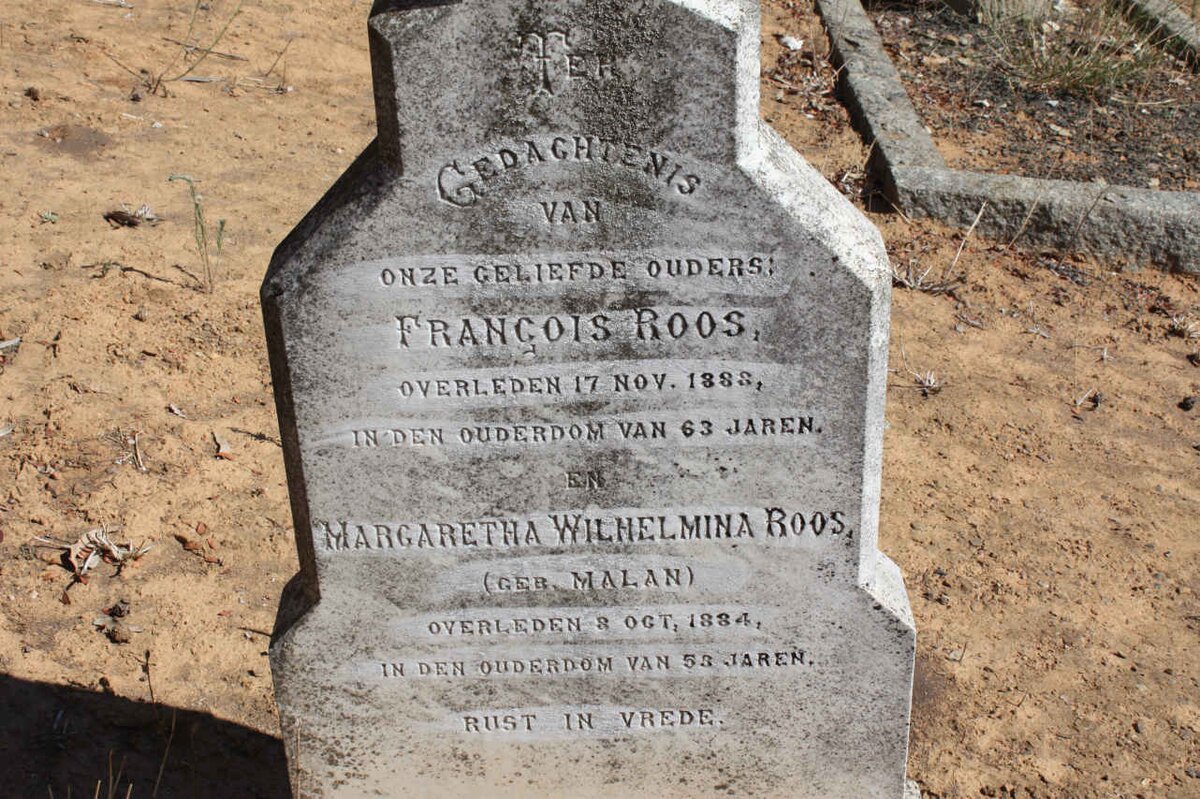 TER
GEDACHTENIS
VAN
ONZE GELIEFDE OUDERS:
FRANÇOIS ROOS,
OVERLEDEN 17 NOV. 1888,
IN DEN OUDERDOM VAN 63 JAREN.
EN
MARGARETHA WILHELMINA ROOS,
(GEB. MALAN)
OVERLEDEN 8 OCT, 1884,
IN DEN OUDERDOM VAN 58 JAREN.
RUST IN VREDE.